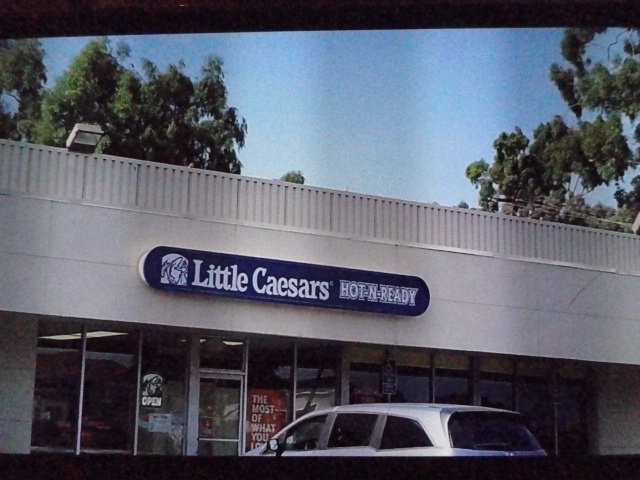 Little Caesars® HOT-N-READY
OPEN
THE
MOST
OF
WHAT
YOU